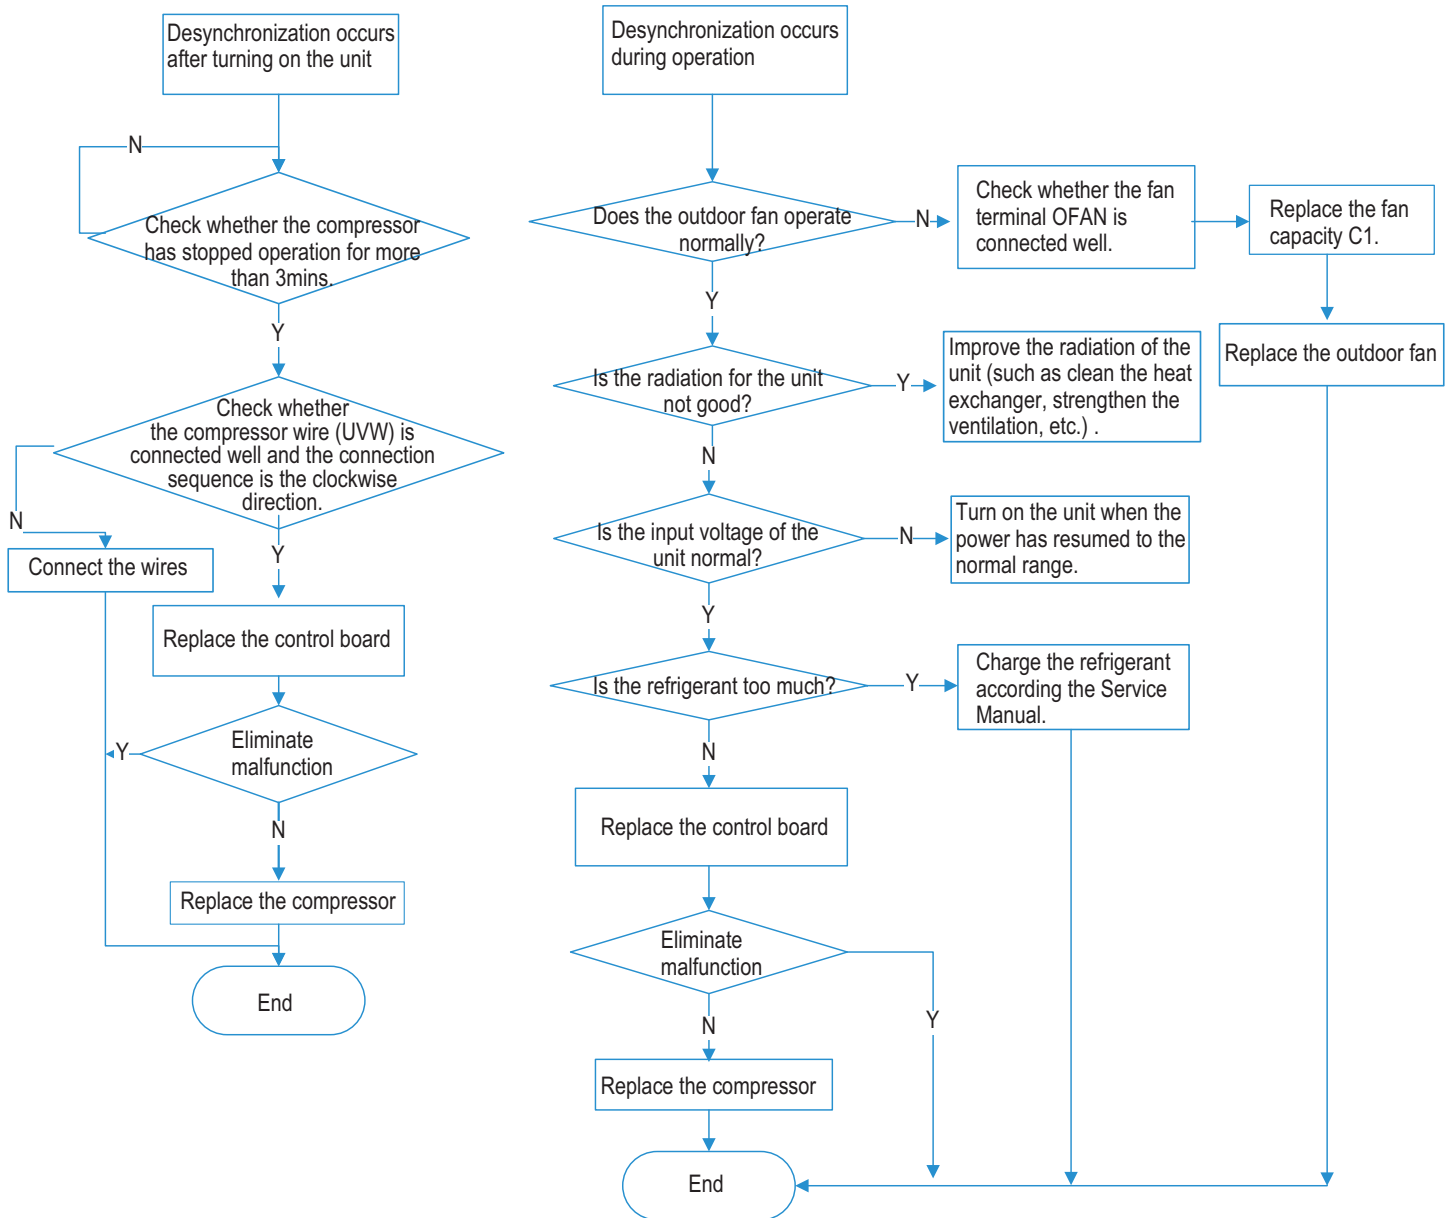 Desynchronization occurs
after turning on the unit
N
Check whether the compressor
has stopped operation for more
than 3mins.
Y
Check whether
the compressor wire (UVW) is
connected well and the connection
sequence is the clockwise
direction.
N
Y
Connect the wires
Replace the control board
Eliminate
malfunction
Y
N
Replace the compressor
End
Desynchronization occurs
during operation
Does the outdoor fan operate
normally?
N
Check whether the fan
terminal OFAN is
connected well.
Replace the fan
capacity C1.
Replace the outdoor fan
Y
Is the radiation for the unit
not good?
Y
Improve the radiation of the
unit (such as clean the heat
exchanger, strengthen the
ventilation, etc.) .
N
Is the input voltage of the
unit normal?
N
Turn on the unit when the
power has resumed to the
normal range.
Y
Is the refrigerant too much?
Y
Charge the refrigerant
according the Service
Manual.
N
Replace the control board
Eliminate
malfunction
Y
N
Replace the compressor
End